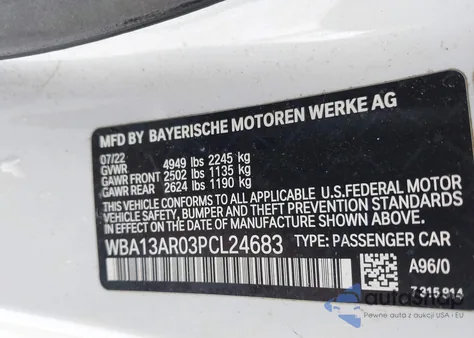 MFD BY BAYERISCHE MOTOREN WERKE AG
07/22
GVWR 4949 lbs 2245 kg
GAWR FRONT 2502 lbs 1135 kg
GAWR REAR 2624 lbs 1190 kg
THIS VEHICLE CONFORMS TO ALL APPLICABLE U.S. FEDERAL MOTOR
VEHICLE SAFETY, BUMPER, AND THEFT PREVENTION STANDARDS
IN EFFECT ON THE DATE OF MANUFACTURE SHOWN ABOVE.
WBA13AR03PCL24683 TYPE: PASSENGER CAR
A96/0
7 315 914
autoshop
Pewne auta z aukcji USA i EU